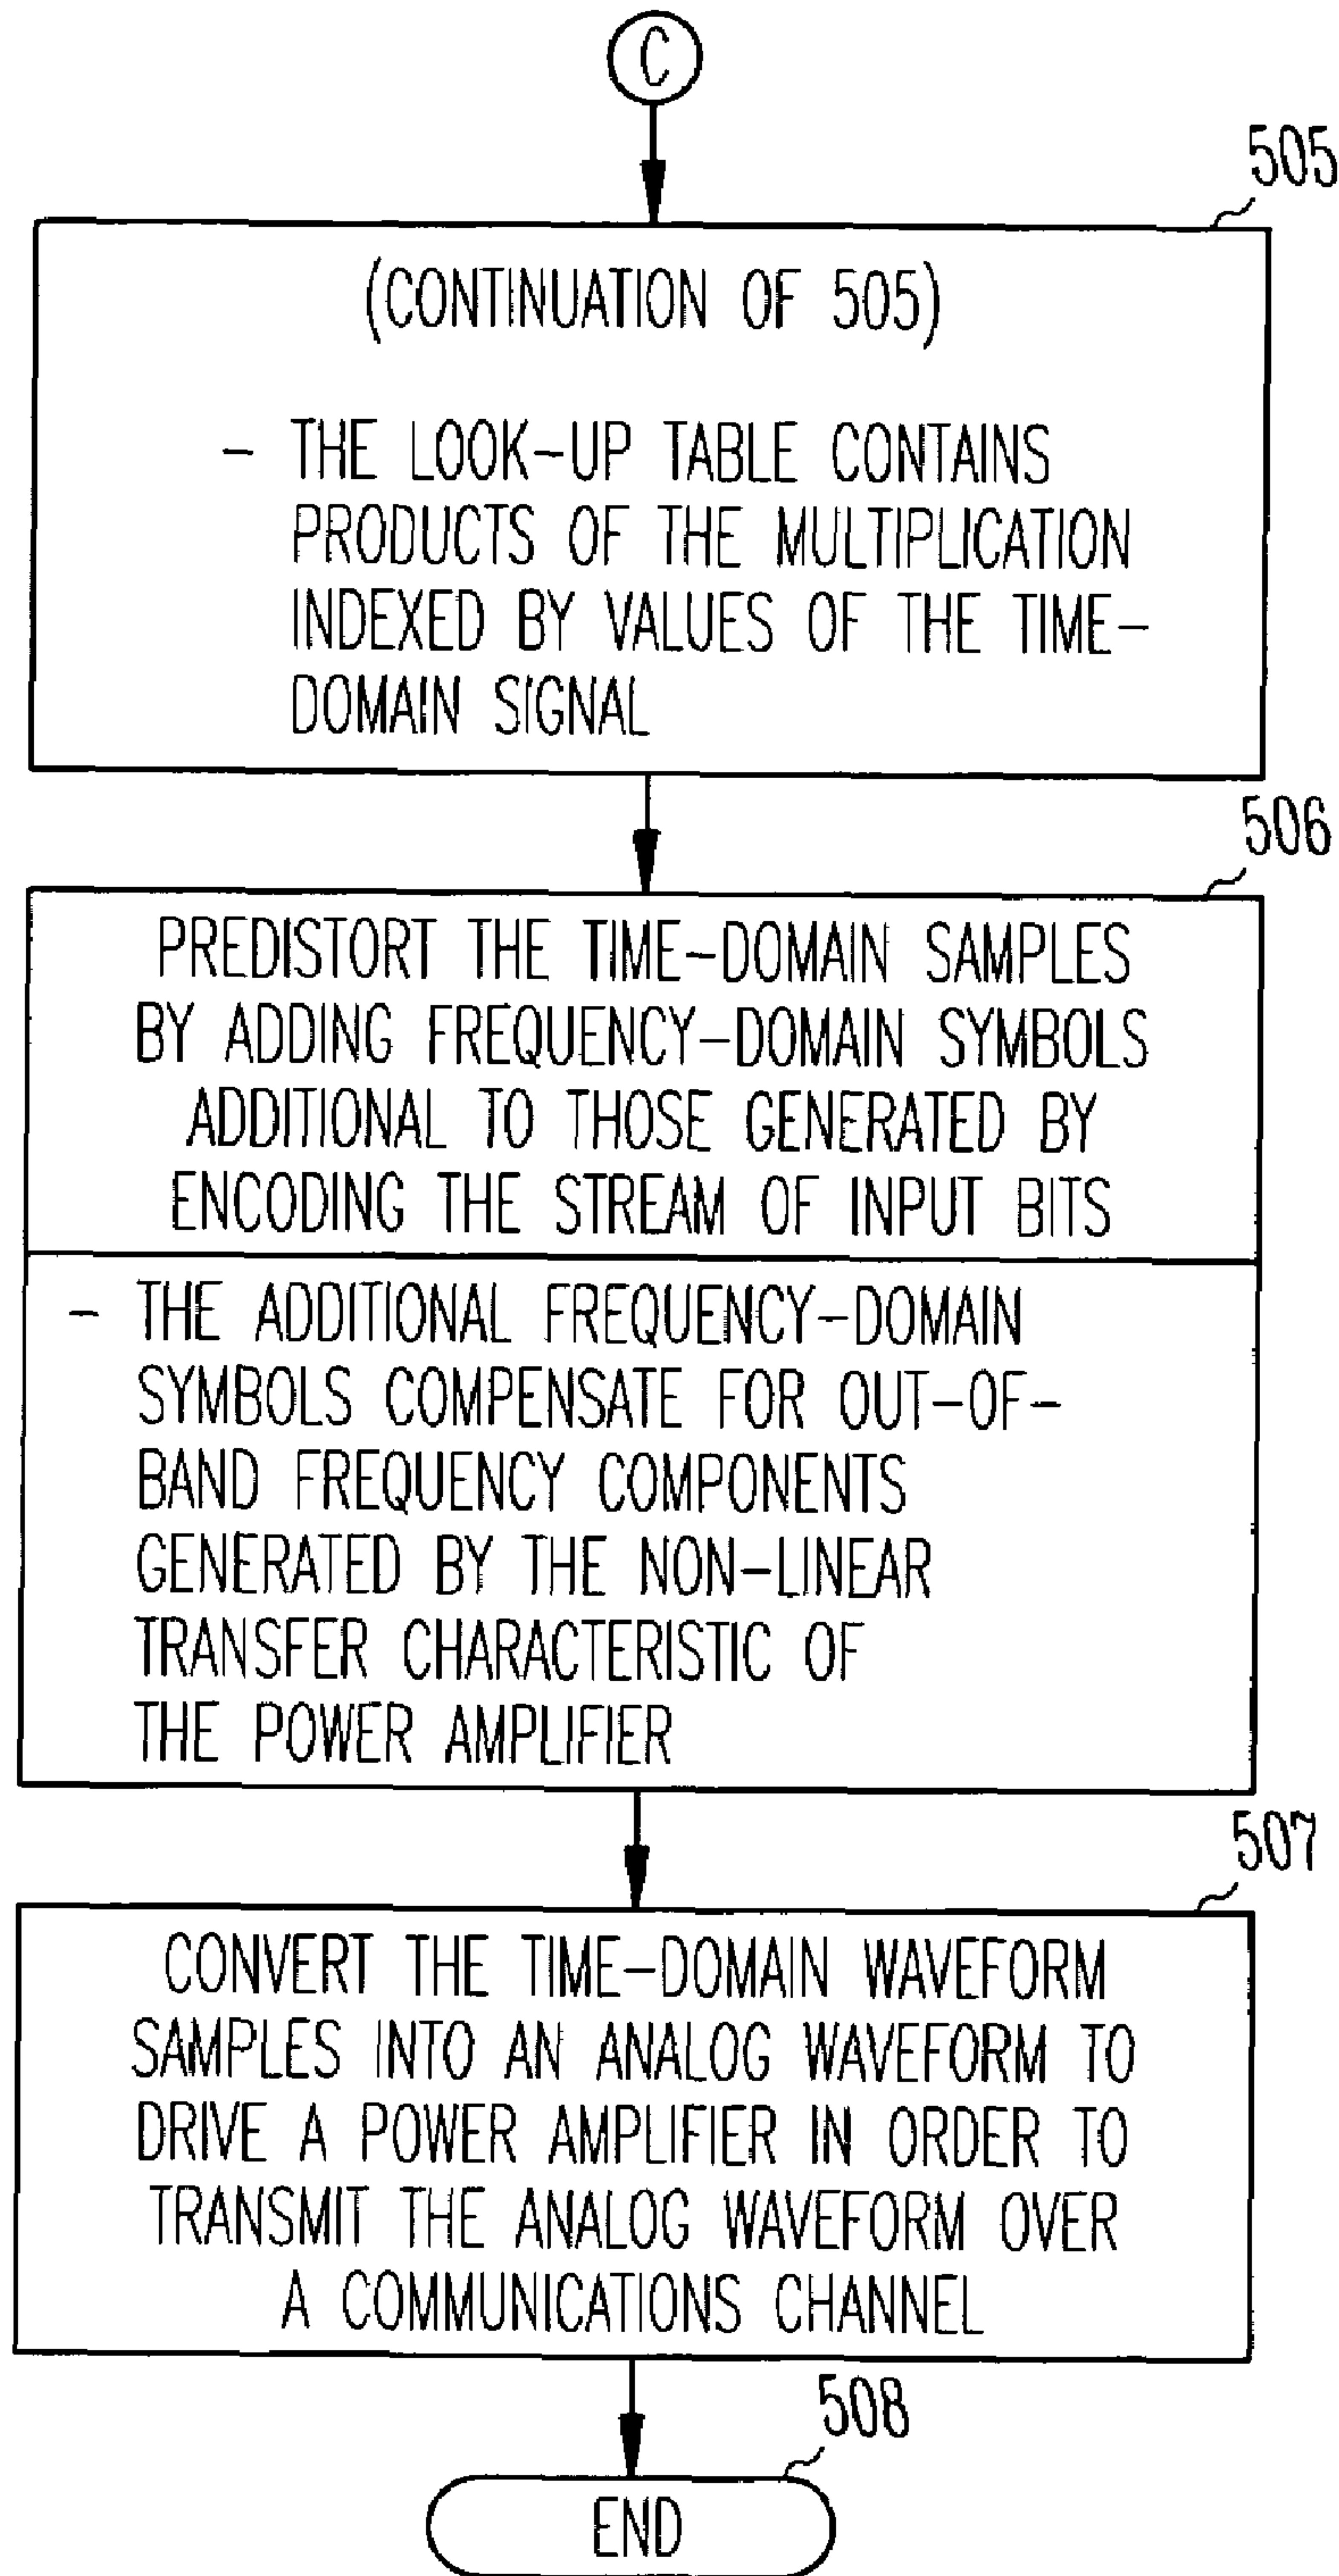 C
505
(CONTINUATION OF 505)
- THE LOOK-UP TABLE CONTAINS
PRODUCTS OF THE MULTIPLICATION
INDEXED BY VALUES OF THE TIME-
DOMAIN SIGNAL
506
PREDISTORT THE TIME-DOMAIN SAMPLES
BY ADDING FREQUENCY-DOMAIN SYMBOLS
ADDITIONAL TO THOSE GENERATED BY
ENCODING THE STREAM OF INPUT BITS
- THE ADDITIONAL FREQUENCY-DOMAIN
SYMBOLS COMPENSATE FOR OUT-OF-
BAND FREQUENCY COMPONENTS
GENERATED BY THE NON-LINEAR
TRANSFER CHARACTERISTIC OF
THE POWER AMPLIFIER
507
CONVERT THE TIME-DOMAIN WAVEFORM
SAMPLES INTO AN ANALOG WAVEFORM TO
DRIVE A POWER AMPLIFIER IN ORDER TO
TRANSMIT THE ANALOG WAVEFORM OVER
A COMMUNICATIONS CHANNEL
508
END